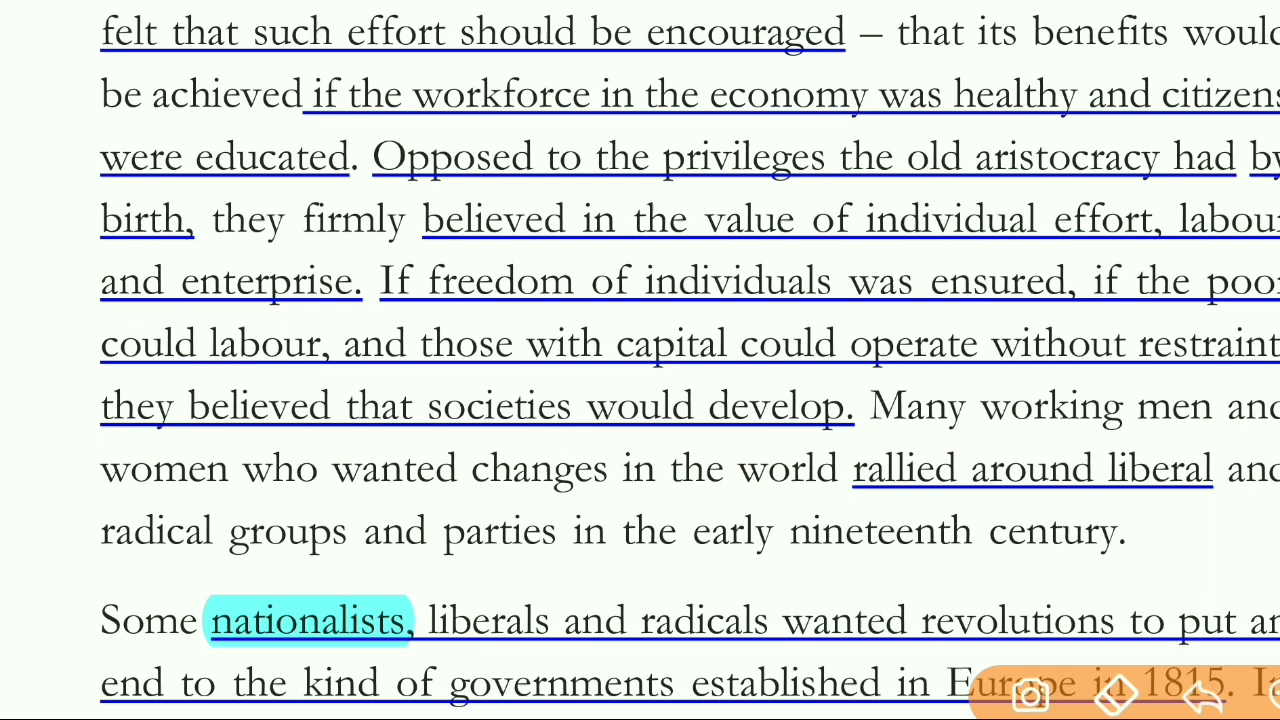 felt that such effort should be encouraged – that its benefits would
be achieved if the workforce in the economy was healthy and citizens
were educated. Opposed to the privileges the old aristocracy had by
birth, they firmly believed in the value of individual effort, labour
and enterprise. If freedom of individuals was ensured, if the poor
could labour, and those with capital could operate without restraint
they believed that societies would develop. Many working men and
women who wanted changes in the world rallied around liberal and
radical groups and parties in the early nineteenth century.
Some nationalists, liberals and radicals wanted revolutions to put an
end to the kind of governments established in Europe in 1815. In